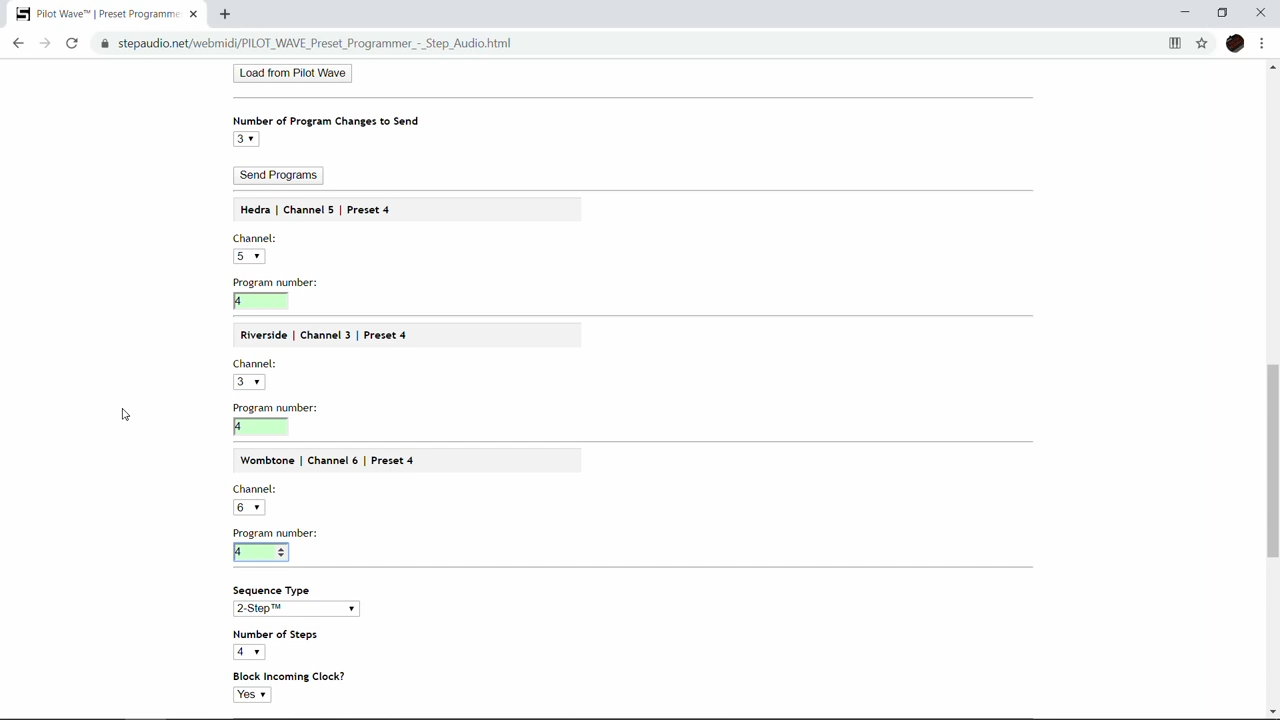 Pilot Wave™ | Preset Programme
stepaudio.net/webmidi/PILOT_WAVE_Preset_Programmer_-_Step_Audio.html
Load from Pilot Wave
Number of Program Changes to Send
3
Send Programs
Hedra | Channel 5 | Preset 4
Channel:
5
Program number:
4
Riverside | Channel 3 | Preset 4
Channel:
3
Program number:
4
Wombtone | Channel 6 | Preset 4
Channel:
6
Program number:
4
Sequence Type
2-Step™
Number of Steps
4
Block Incoming Clock?
Yes